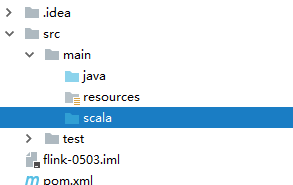 .idea
src
main
java
resources
scala
test
flink-0503.iml
pom.xml